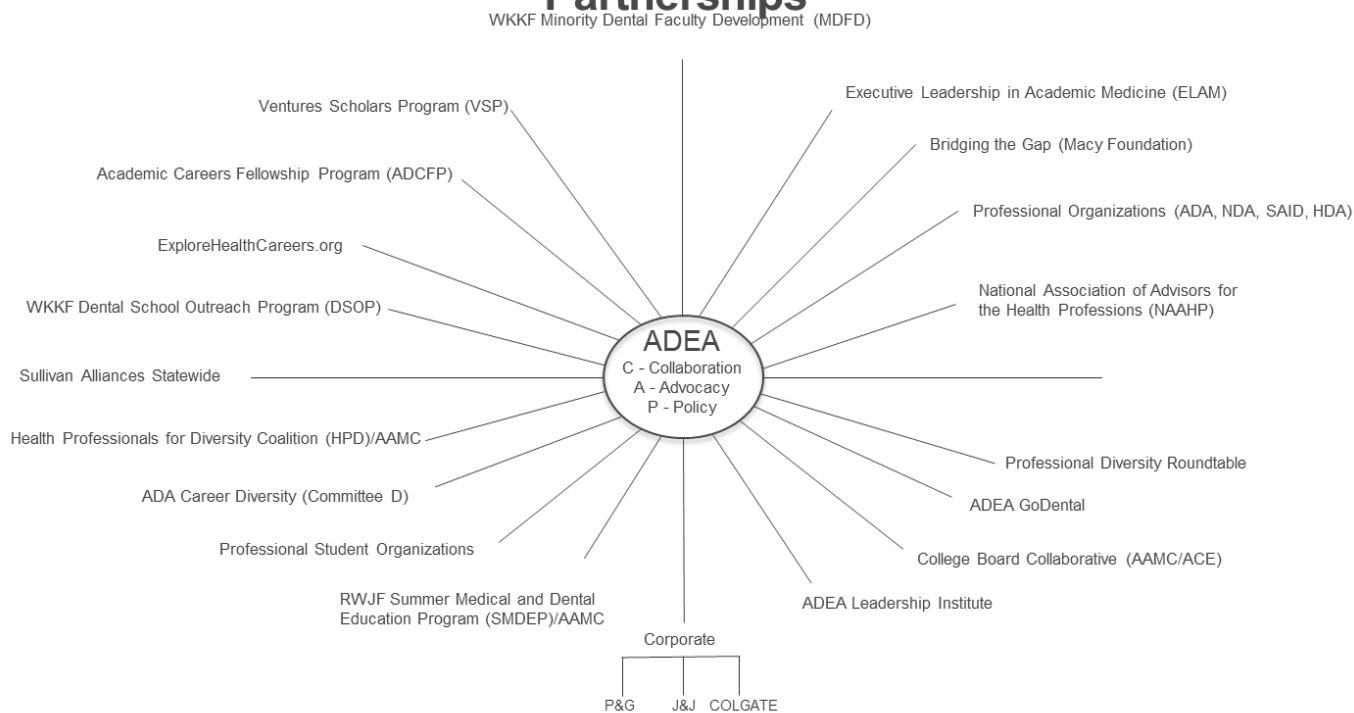 Partnerships
WKKF Minority Dental Faculty Development (MDFD)
Executive Leadership in Academic Medicine (ELAM)
Ventures Scholars Program (VSP)
Bridging the Gap (Macy Foundation)
Academic Careers Fellowship Program (ADCFP)
Professional Organizations (ADA, NDA, SAID, HDA)
ExploreHealthCareers.org
National Association of Advisors for
the Health Professions (NAAHP)
WKKF Dental School Outreach Program (DSOP)
ADEA
C - Collaboration
A - Advocacy
P - Policy
Sullivan Alliances Statewide
Health Professionals for Diversity Coalition (HPD)/AAMC
Professional Diversity Roundtable
ADA Career Diversity (Committee D)
ADEA GoDental
Professional Student Organizations
College Board Collaborative (AAMC/ACE)
RWJF Summer Medical and Dental
Education Program (SMDEP)/AAMC
ADEA Leadership Institute
Corporate
P&G J&J COLGATE